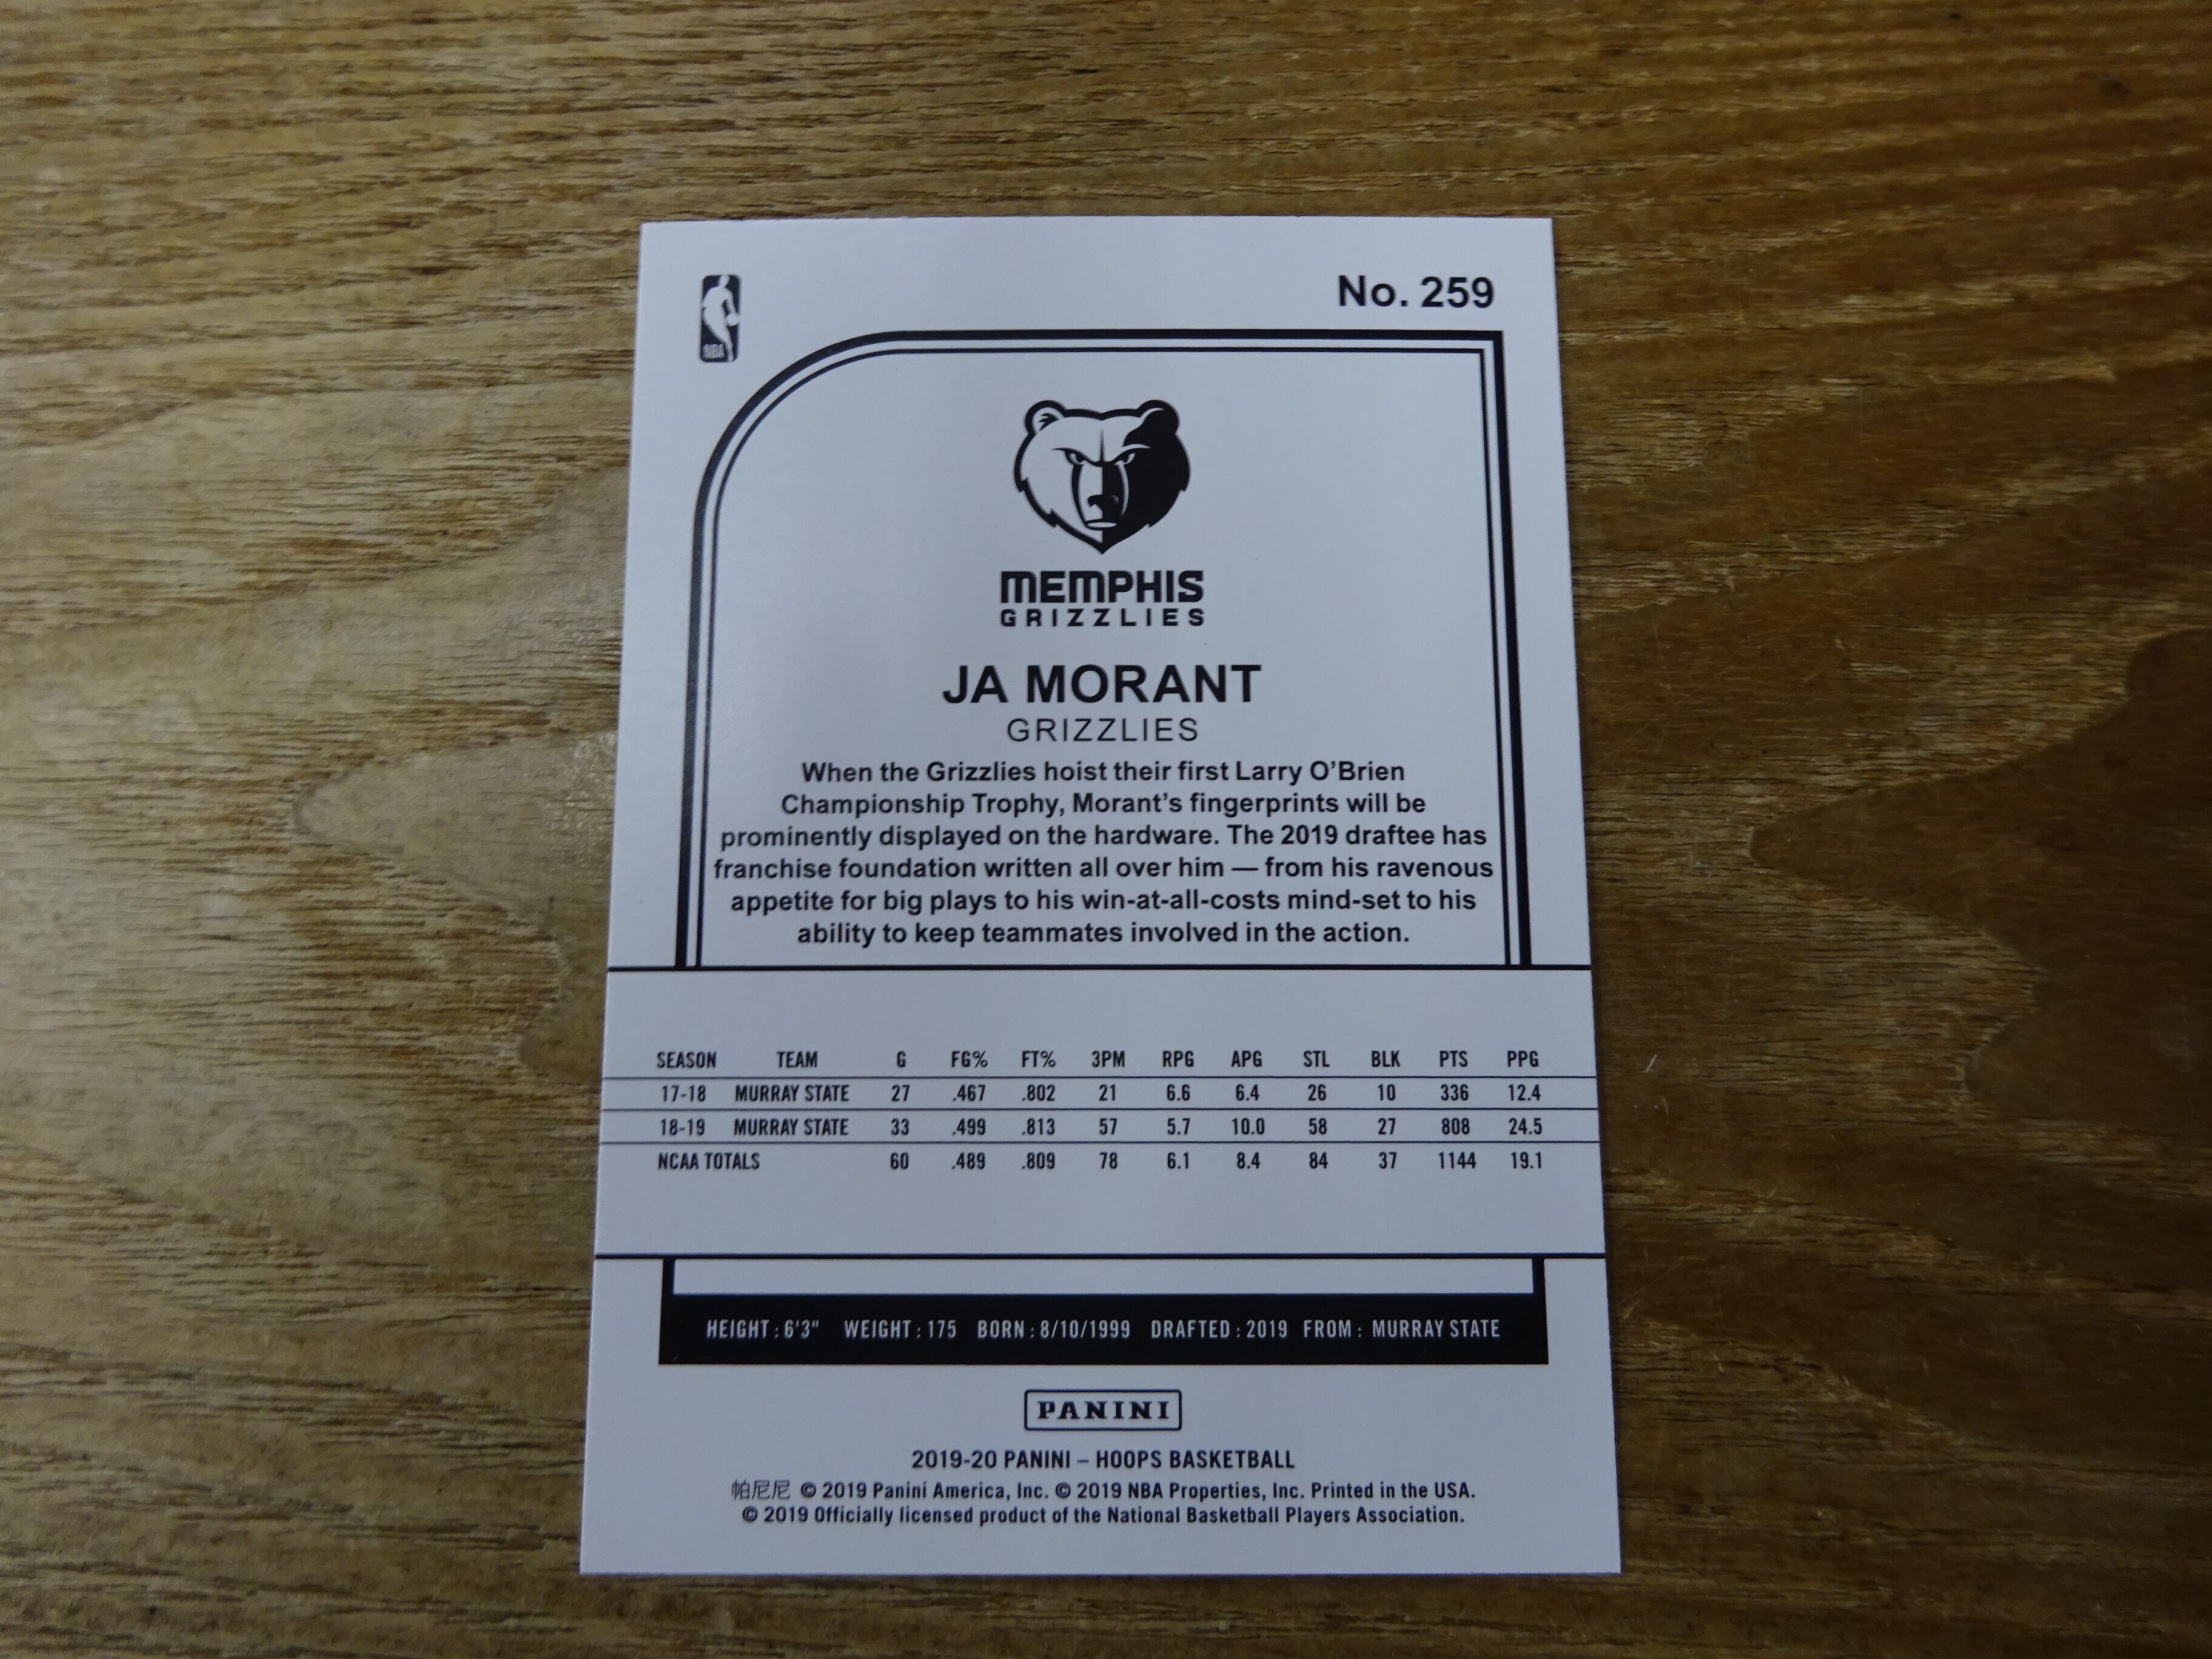 No. 259
NBA
MEMPHIS
GRIZZLIES
JA MORANT
GRIZZLIES
When the Grizzlies hoist their first Larry O'Brien
Championship Trophy, Morant's fingerprints will be
prominently displayed on the hardware. The 2019 draftee has
franchise foundation written all over him — from his ravenous
appetite for big plays to his win-at-all-costs mind-set to his
ability to keep teammates involved in the action.
SEASON TEAM G FG% FT% 3PM RPG APG STL BLK PTS PPG
17-18 MURRAY STATE 27 .467 .802 21 6.6 6.4 26 10 336 12.4
18-19 MURRAY STATE 33 .499 .813 57 5.7 10.0 58 27 808 24.5
NCAA TOTALS 60 .489 .809 78 6.1 8.4 84 37 1144 19.1
HEIGHT : 6'3" WEIGHT : 175 BORN : 8/10/1999 DRAFTED : 2019 FROM : MURRAY STATE
PANINI
2019-20 PANINI – HOOPS BASKETBALL
帕尼尼 © 2019 Panini America, Inc. © 2019 NBA Properties, Inc. Printed in the USA.
© 2019 Officially licensed product of the National Basketball Players Association.